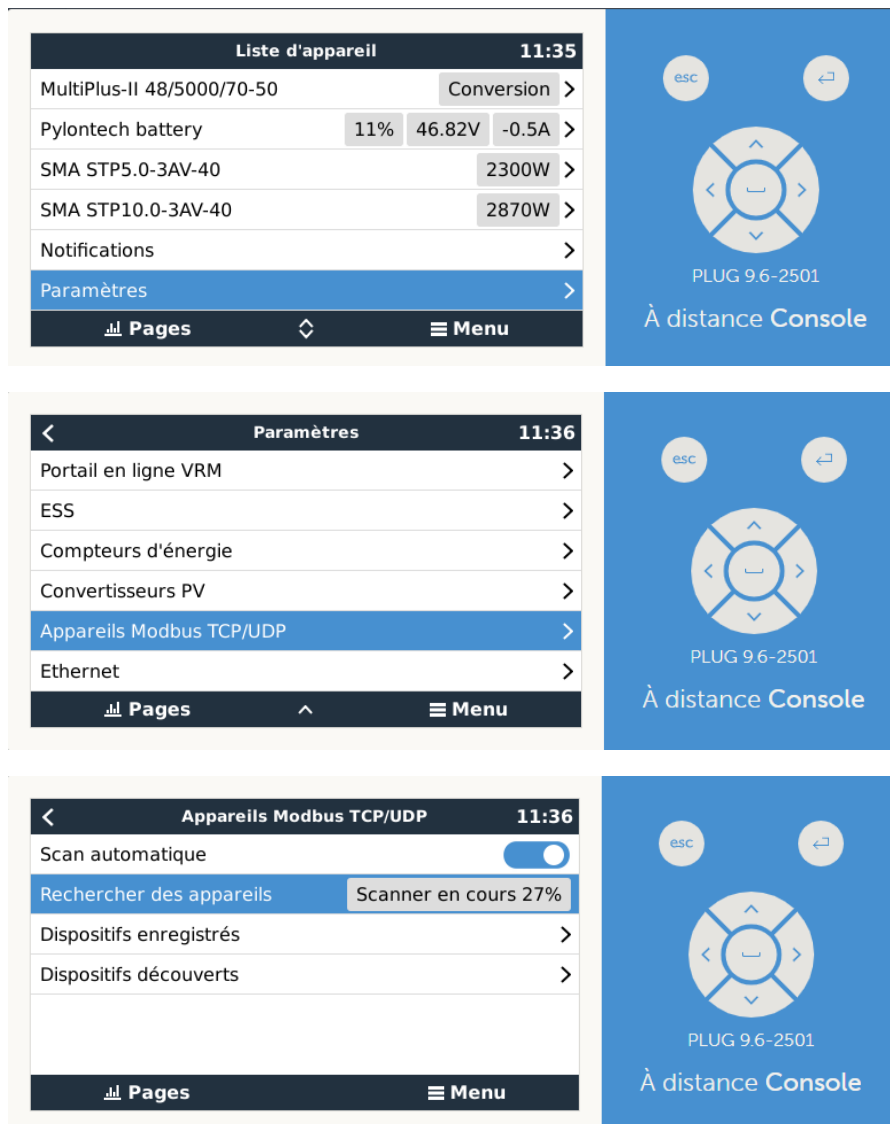 Liste d'appareil 11:35
MultiPlus-II 48/5000/70-50 Conversion
Pylontech battery 11% 46.82V -0.5A
SMA STP5.0-3AV-40 2300W
SMA STP10.0-3AV-40 2870W
Notifications
Paramètres
Pages Menu
esc
PLUG 9.6-2501
À distance Console
Paramètres 11:36
Portail en ligne VRM
ESS
Compteurs d'énergie
Convertisseurs PV
Appareils Modbus TCP/UDP
Ethernet
Pages Menu
esc
PLUG 9.6-2501
À distance Console
Appareils Modbus TCP/UDP 11:36
Scan automatique
Rechercher des appareils Scanner en cours 27%
Dispositifs enregistrés
Dispositifs découverts
Pages Menu
esc
PLUG 9.6-2501
À distance Console